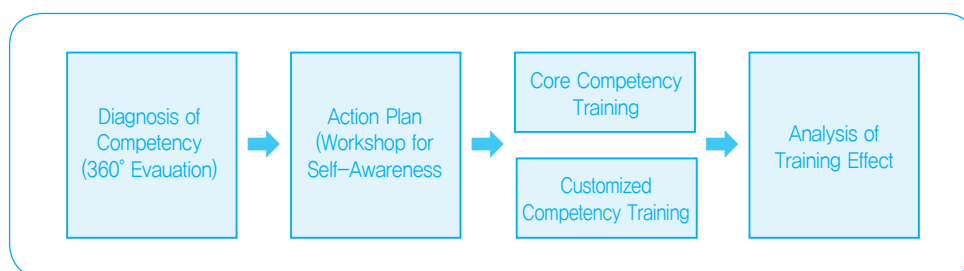 Diagnosis of
Competency
(360° Evauation)
Action Plan
(Workshop for
Self-Awareness
Core Competency
Training
Customized
Competency Training
Analysis of
Training Effect